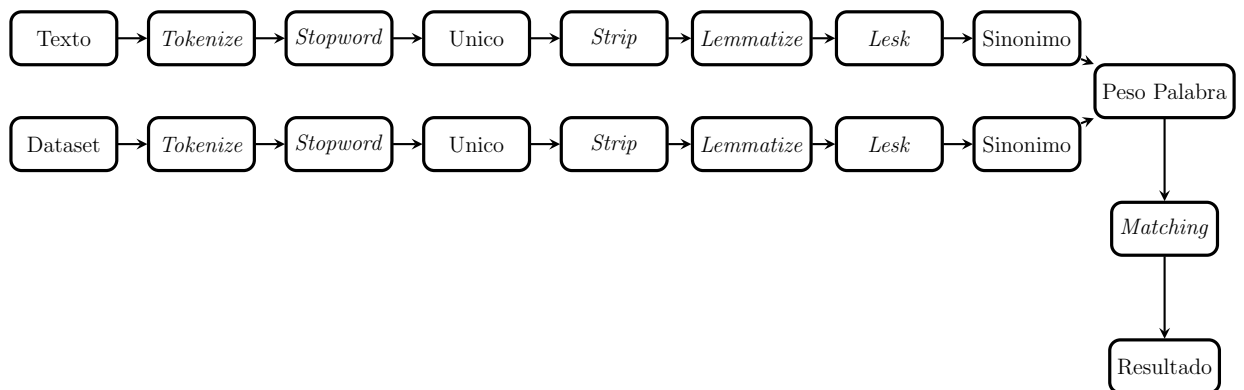 Texto Tokenize Stopword Unico Strip Lemmatize Lesk Sinonimo
Peso Palabra
Dataset Tokenize Stopword Unico Strip Lemmatize Lesk Sinonimo
Matching
Resultado